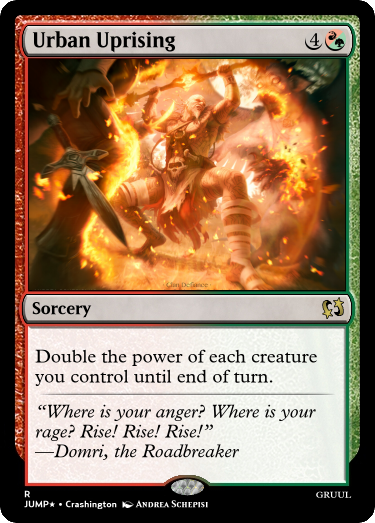 Urban Uprising 4
Sorcery
Double the power of each creature
you control until end of turn.
“Where is your anger? Where is your
rage? Rise! Rise! Rise!”
—Domri, the Roadbreaker
R GRUUL
JUMP★ • Crashington Andrea Schepisi